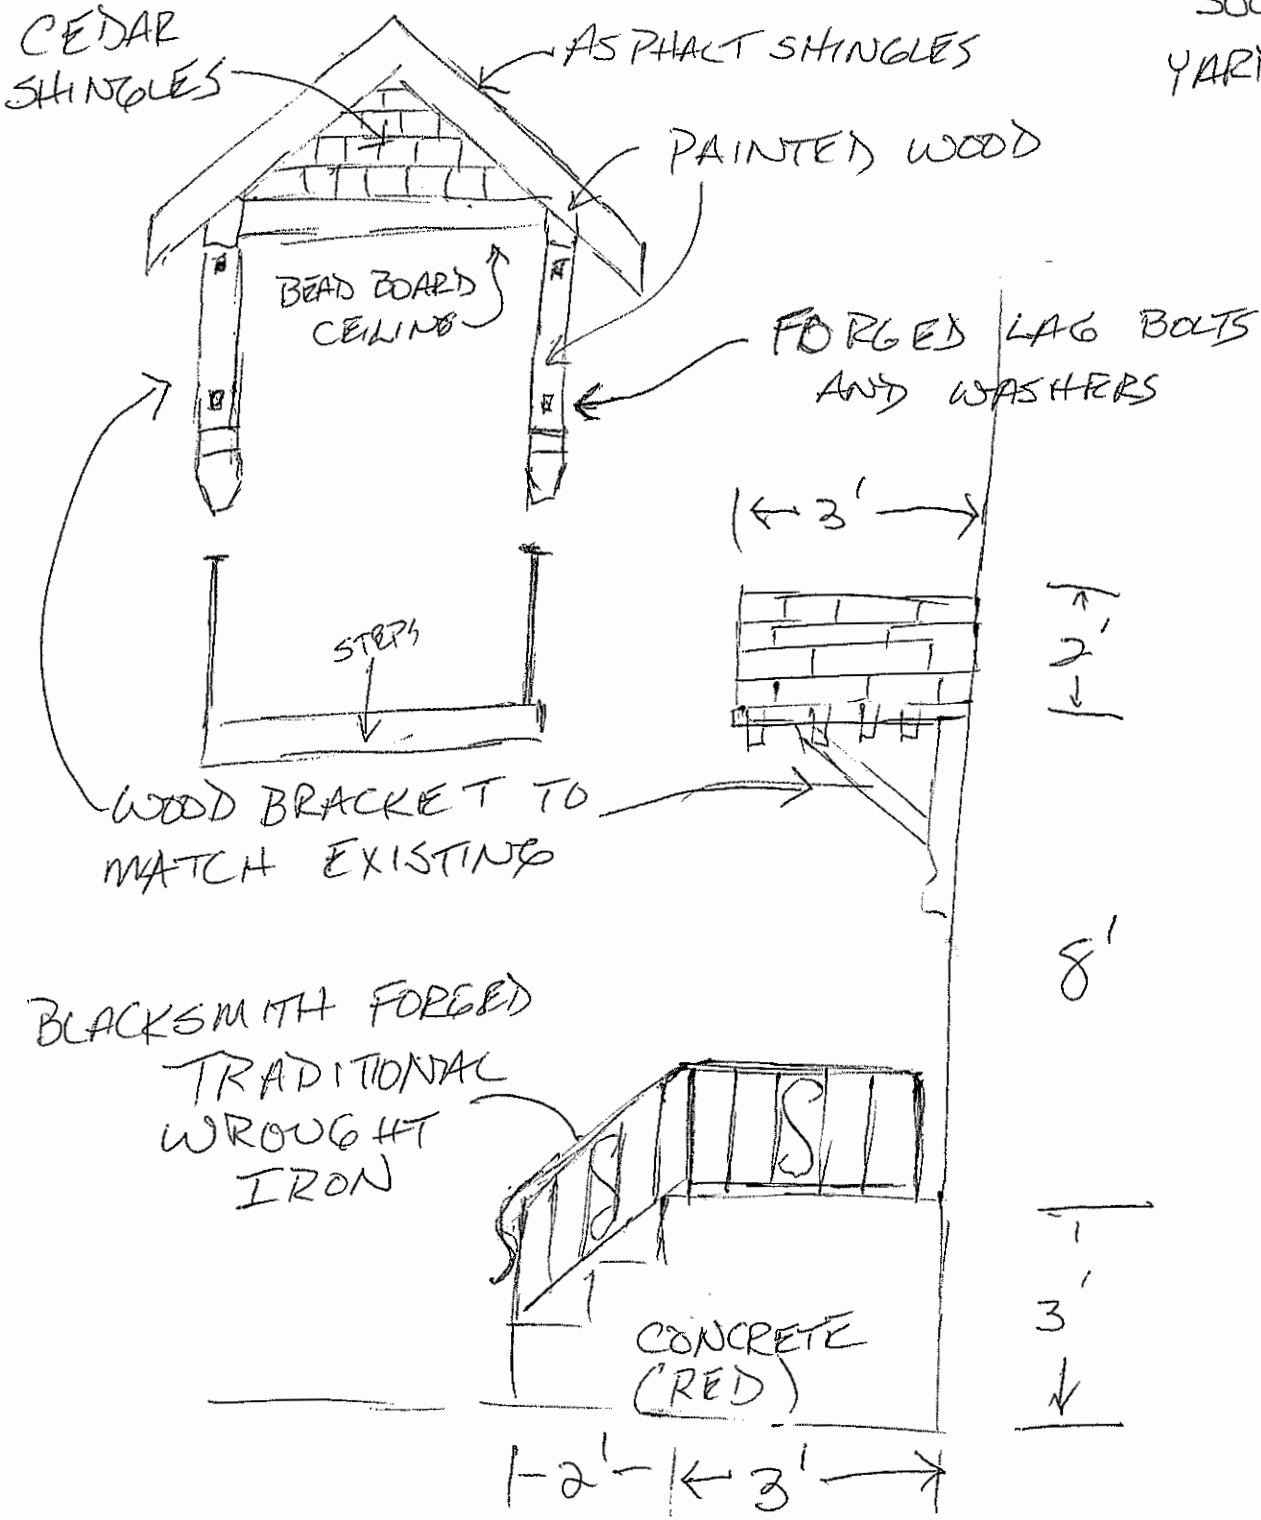 CEDAR
SHINGLES
ASPHALT SHINGLES
PAINTED WOOD
BEAD BOARD
CEILING
FORGED LAG BOLTS
AND WASHERS
3'
2'
STEPS
WOOD BRACKET TO
MATCH EXISTING
8'
BLACKSMITH FORGED
TRADITIONAL
WROUGHT
IRON
S
S
CONCRETE
(RED)
3'
2'
3'